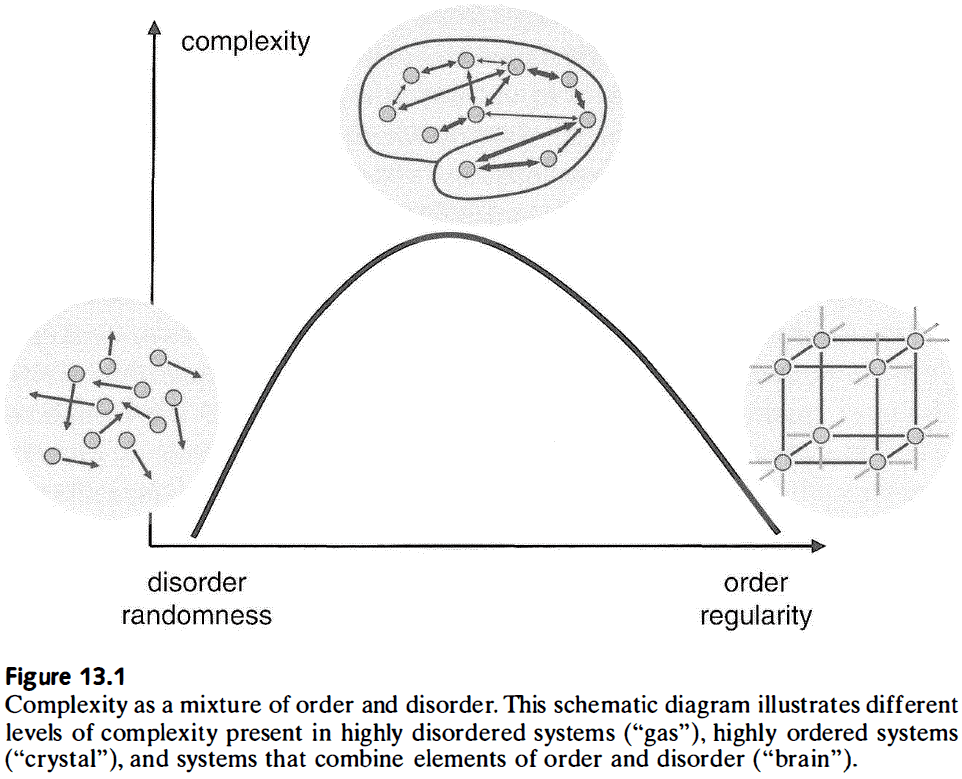 complexity
disorder
randomness
order
regularity
Figure 13.1
Complexity as a mixture of order and disorder. This schematic diagram illustrates different
levels of complexity present in highly disordered systems (“gas”), highly ordered systems
(“crystal”), and systems that combine elements of order and disorder (“brain”).